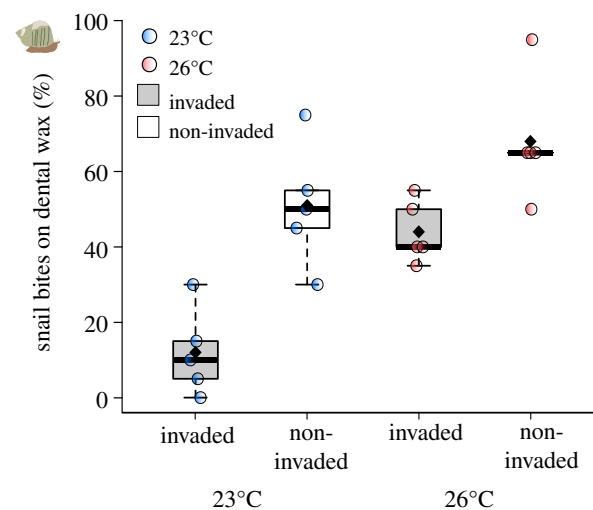 snail bites on dental wax (%)
100
80
60
40
20
0
23°C
26°C
invaded
non-invaded
invaded
non-
invaded
invaded
non-
invaded
23°C
26°C